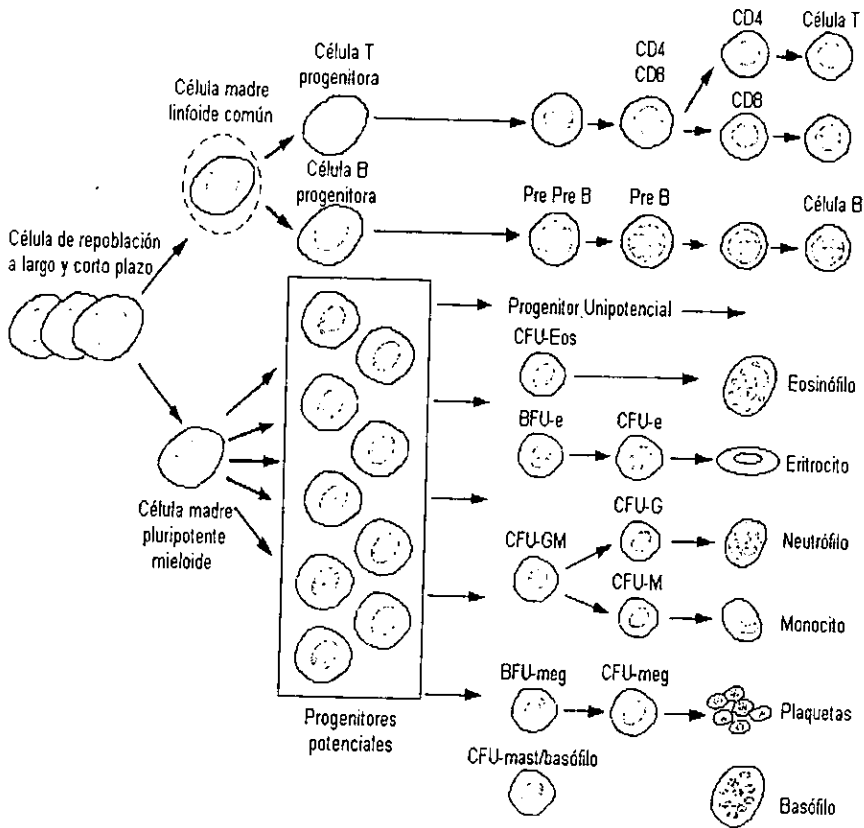 CD4
Célula T
Célula T
progenitora
CD4
CD8
Célula madre
linfoide común
CD8
Célula B
progenitora
Pre Pre B
Pre B
Célula B
Célula de repoblación
a largo y corto plazo
Progenitor Unipotencial
CFU-Eos
Eosinófilo
BFU-e
CFU-e
Eritrocito
Célula madre
pluripotente
mieloide
CFU-GM
CFU-G
Neutrófilo
CFU-M
Monocito
BFU-meg
CFU-meg
Plaquetas
Progenitores
potenciales
CFU-mast/basófilo
Basófilo